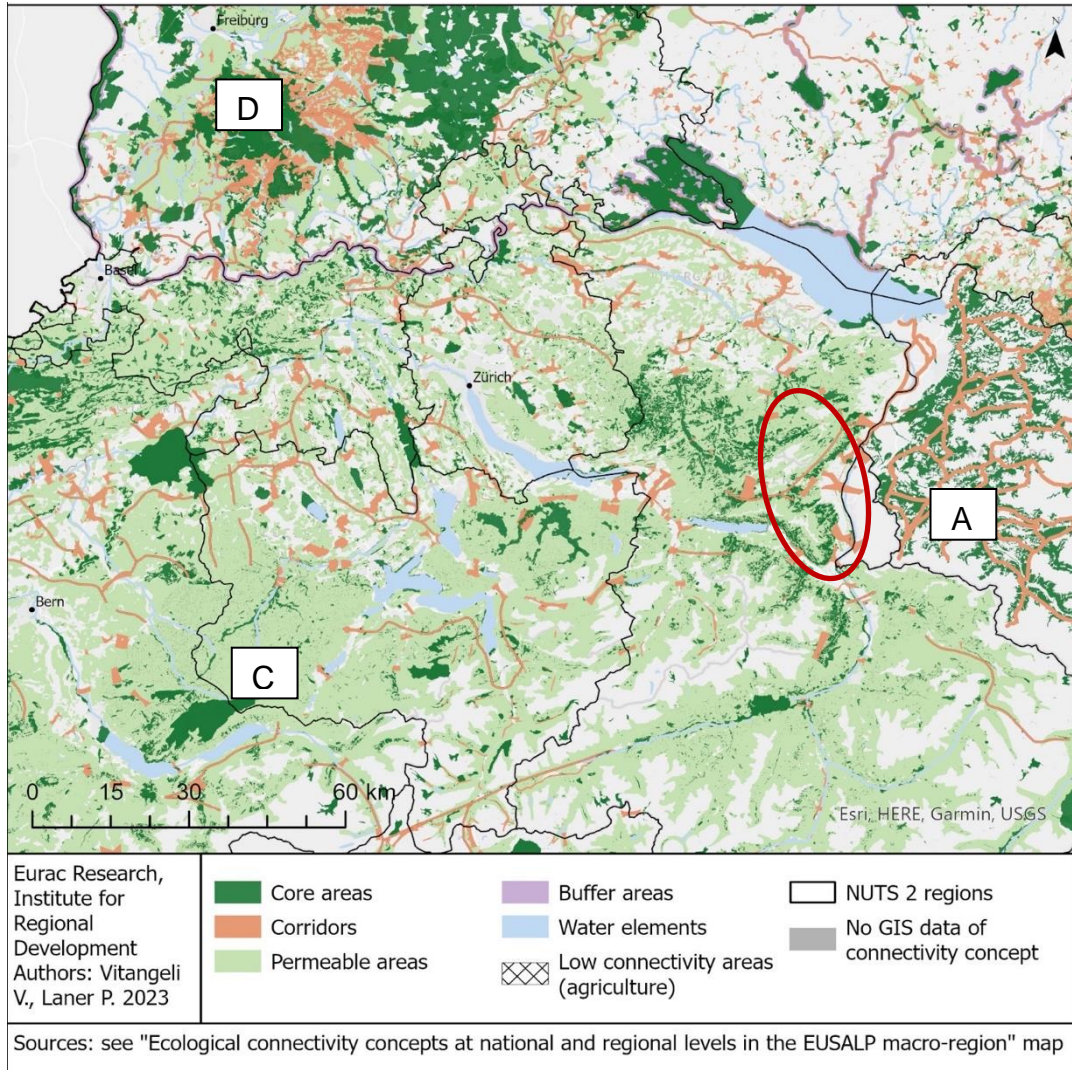 Freiburg
N
D
Basel
Zürich
A
Bern
C
0 15 30 60 km
Esri, HERE, Garmin, USGS
Eurac Research,
Institute for
Regional
Development
Authors: Vitangeli
V., Laner P. 2023
Core areas
Corridors
Permeable areas
Buffer areas
Water elements
Low connectivity areas
(agriculture)
NUTS 2 regions
No GIS data of
connectivity concept
Sources: see "Ecological connectivity concepts at national and regional levels in the EUSALP macro-region" map